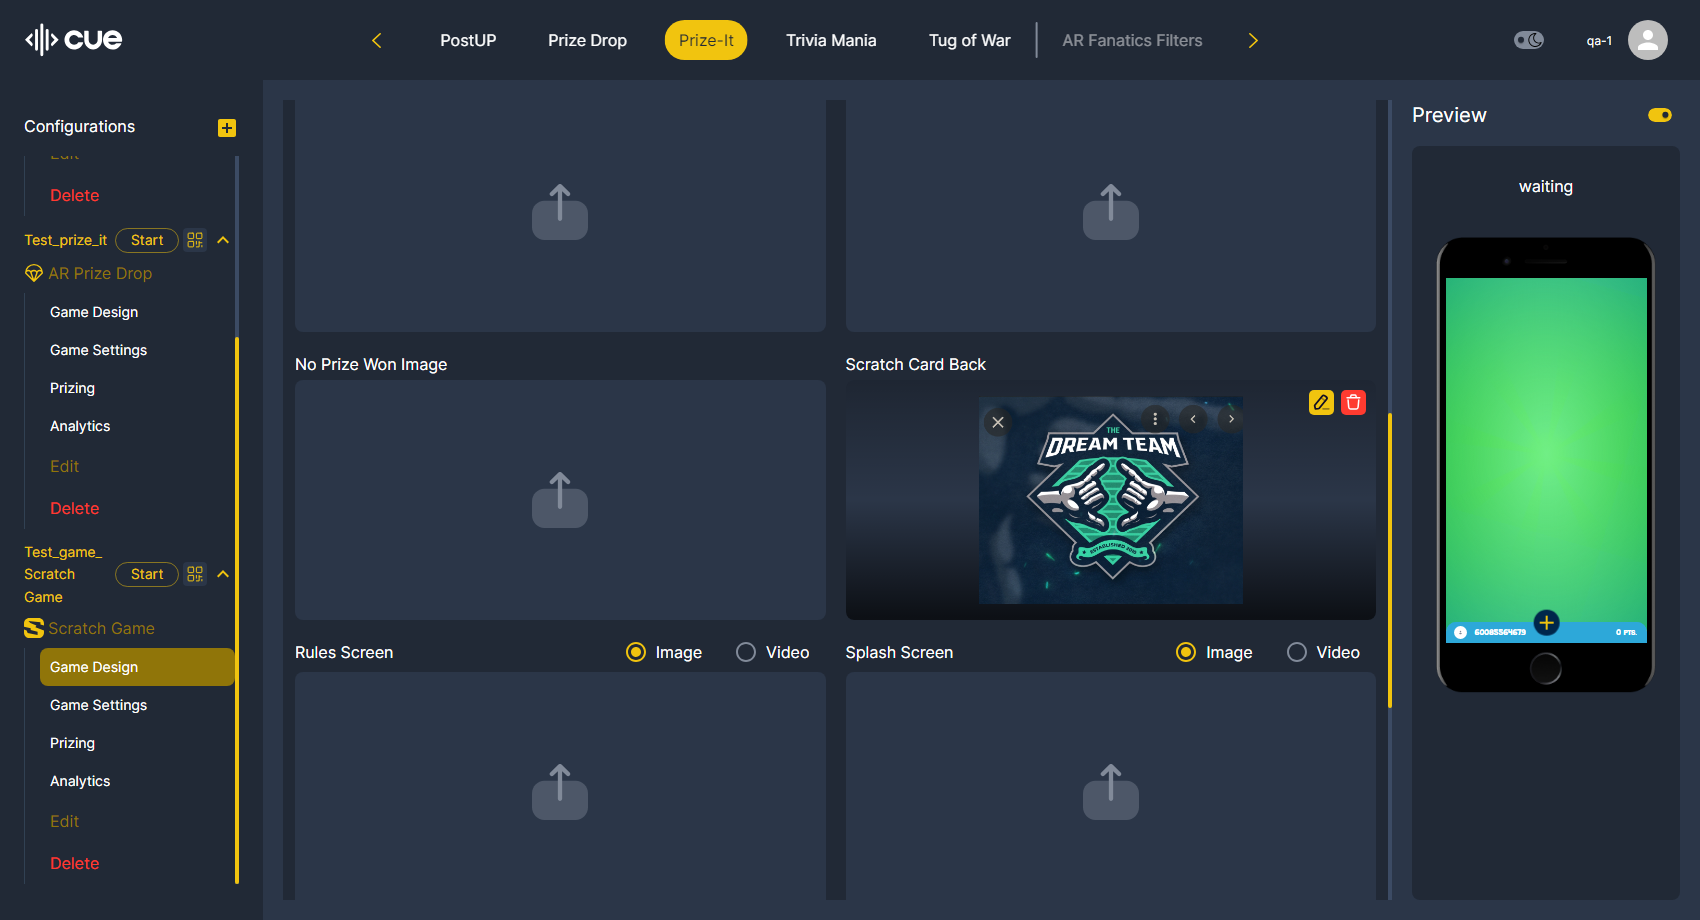 cue
PostUP
Prize Drop
Prize-It
Trivia Mania
Tug of War
AR Fanatics Filters
qa-1
Configurations
Edit
Delete
Test_prize_it
Start
AR Prize Drop
Game Design
Game Settings
Prizing
Analytics
Edit
Delete
Test_game_
Scratch
Game
Start
Scratch Game
Game Design
Game Settings
Prizing
Analytics
Edit
Delete
No Prize Won Image
Scratch Card Back
THE
DREAM TEAM
Rules Screen
Image
Video
Splash Screen
Image
Video
Preview
waiting
0 PTS.